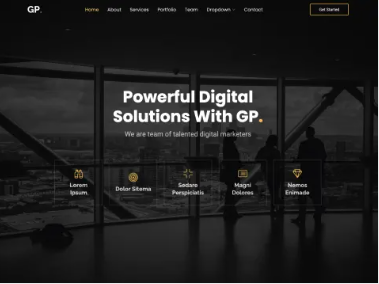 GP.
Home About Services Portfolio Team Dropdown Contact
Get Started
Powerful Digital
Solutions With GP.
We are team of talented digital marketers
Lorem
Ipsum
Dolor Sitema
Sedare
Perspiciatis
Magni
Dolores
Nemos
Enimade